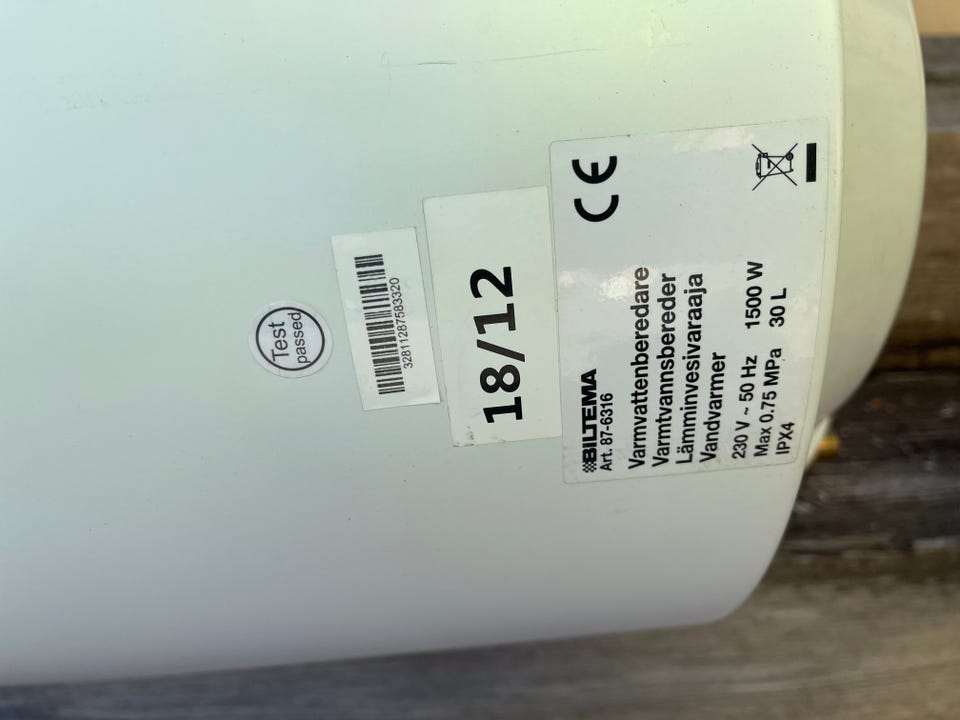 Test
passed
32811287583320
18/12
CE
BILTEMA
Art. 87-6316
Varmvattenberedare
Varmtvannsbereder
Lämminvesivaraaja
Vandvarmer
230 V ~ 50 Hz 1500 W
Max 0.75 MPa 30 L
IPX4